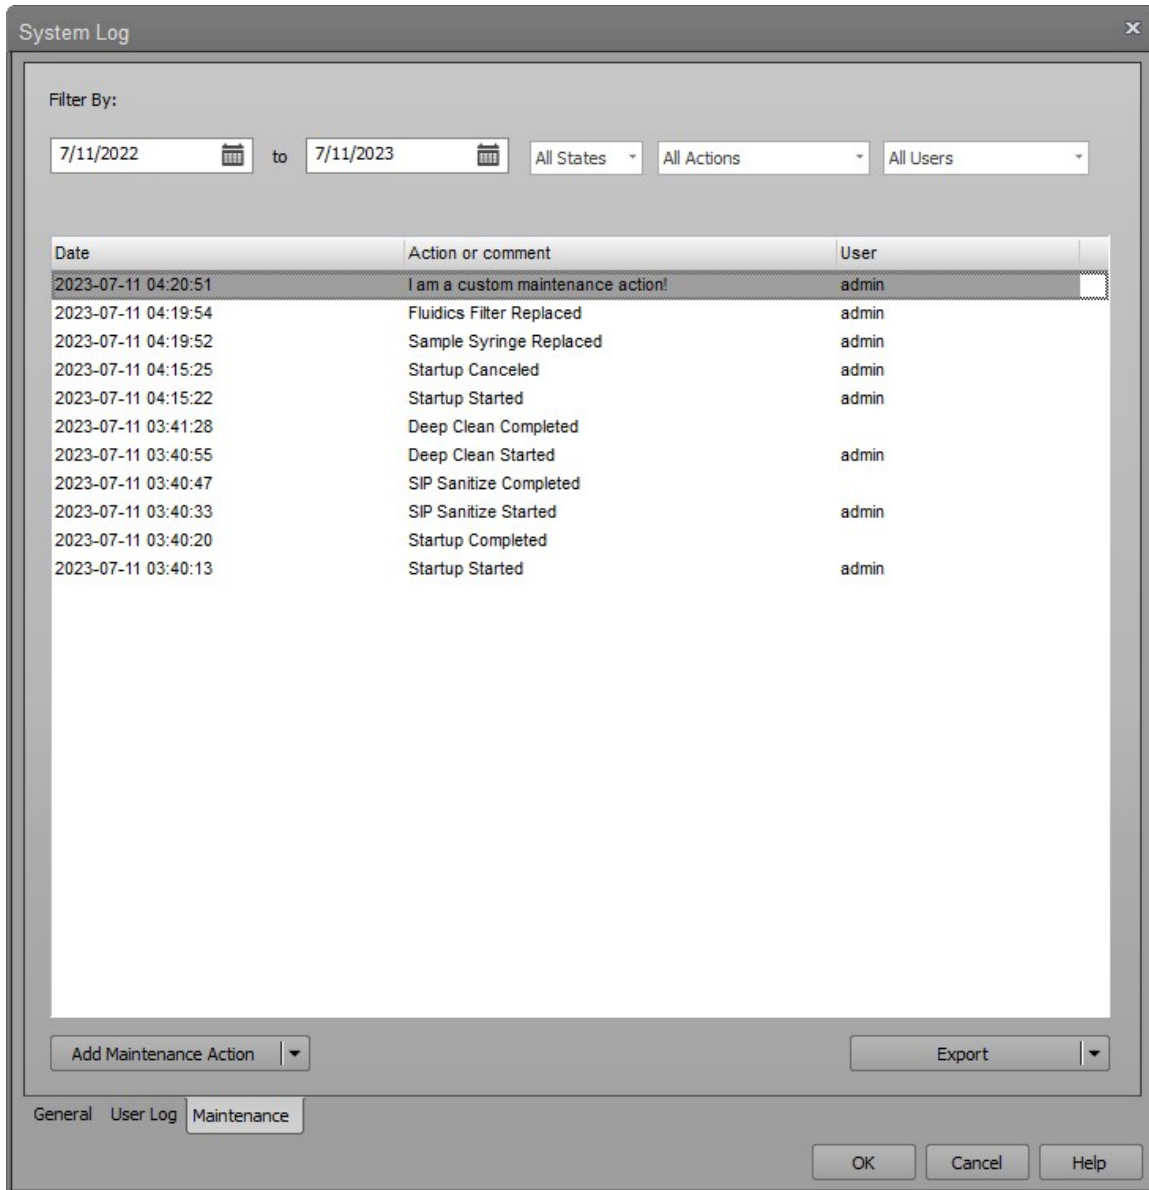 System Log
Filter By:
7/11/2022 to 7/11/2023 All States All Actions All Users
Date Action or comment User
2023-07-11 04:20:51 I am a custom maintenance action! admin
2023-07-11 04:19:54 Fluidics Filter Replaced admin
2023-07-11 04:19:52 Sample Syringe Replaced admin
2023-07-11 04:15:25 Startup Canceled admin
2023-07-11 04:15:22 Startup Started admin
2023-07-11 03:41:28 Deep Clean Completed
2023-07-11 03:40:55 Deep Clean Started admin
2023-07-11 03:40:47 SIP Sanitize Completed
2023-07-11 03:40:33 SIP Sanitize Started admin
2023-07-11 03:40:20 Startup Completed
2023-07-11 03:40:13 Startup Started admin
Add Maintenance Action Export
General User Log Maintenance
OK Cancel Help